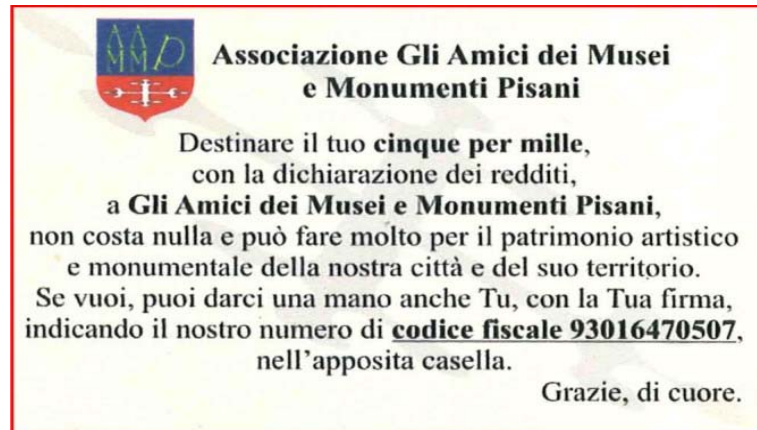 AAP
MM
Associazione Gli Amici dei Musei
e Monumenti Pisani
Destinare il tuo cinque per mille,
con la dichiarazione dei redditi,
a Gli Amici dei Musei e Monumenti Pisani,
non costa nulla e può fare molto per il patrimonio artistico
e monumentale della nostra città e del suo territorio.
Se vuoi, puoi darci una mano anche Tu, con la Tua firma,
indicando il nostro numero di codice fiscale 93016470507,
nell’apposita casella.
Grazie, di cuore.